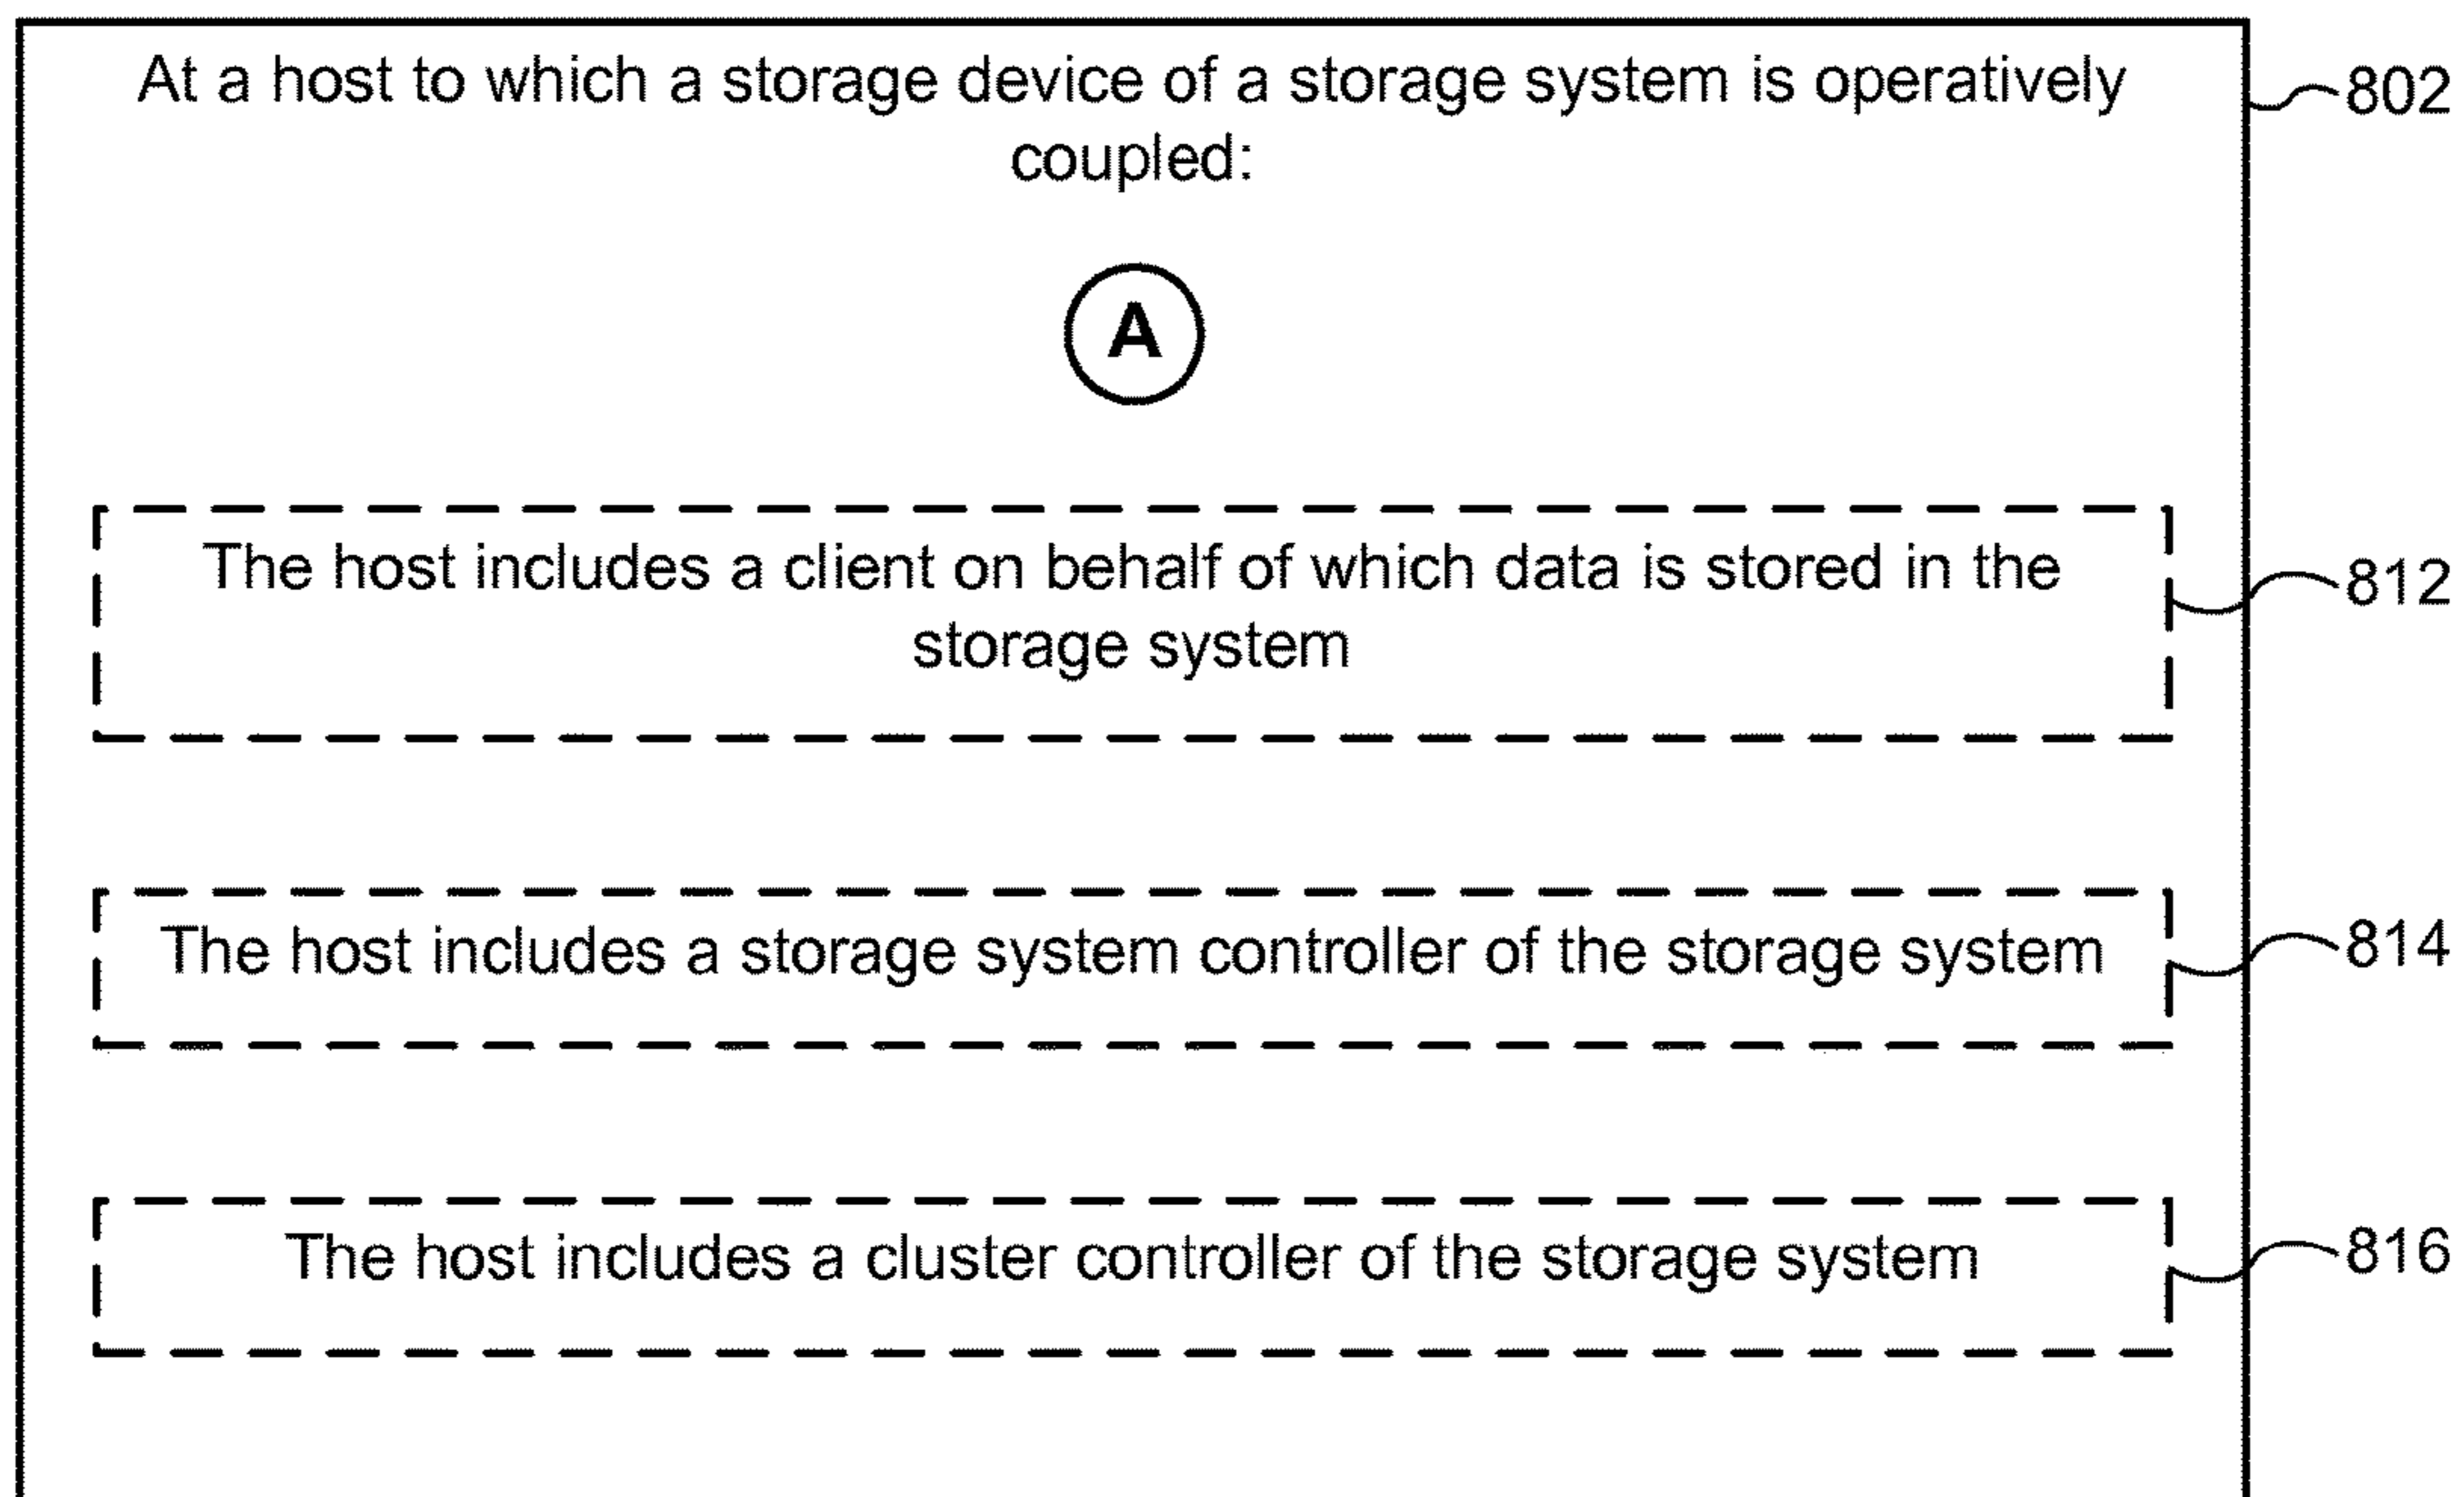 At a host to which a storage device of a storage system is operatively
coupled:
802
A
The host includes a client on behalf of which data is stored in the
storage system
812
The host includes a storage system controller of the storage system
814
The host includes a cluster controller of the storage system
816